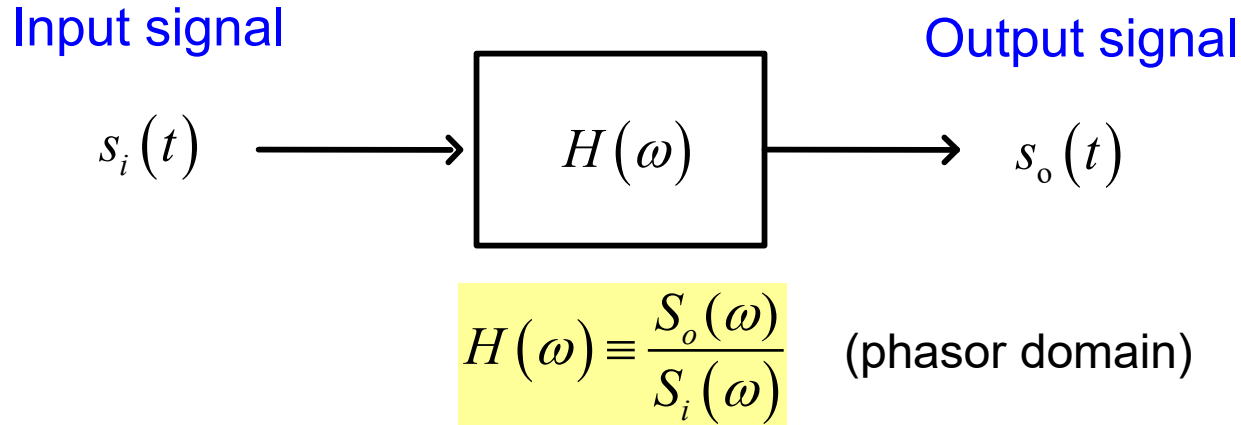 Input signal
Output signal
s_i(t)
H(ω)
s_o(t)
H(ω) ≡ S_o(ω) / S_i(ω)
(phasor domain)